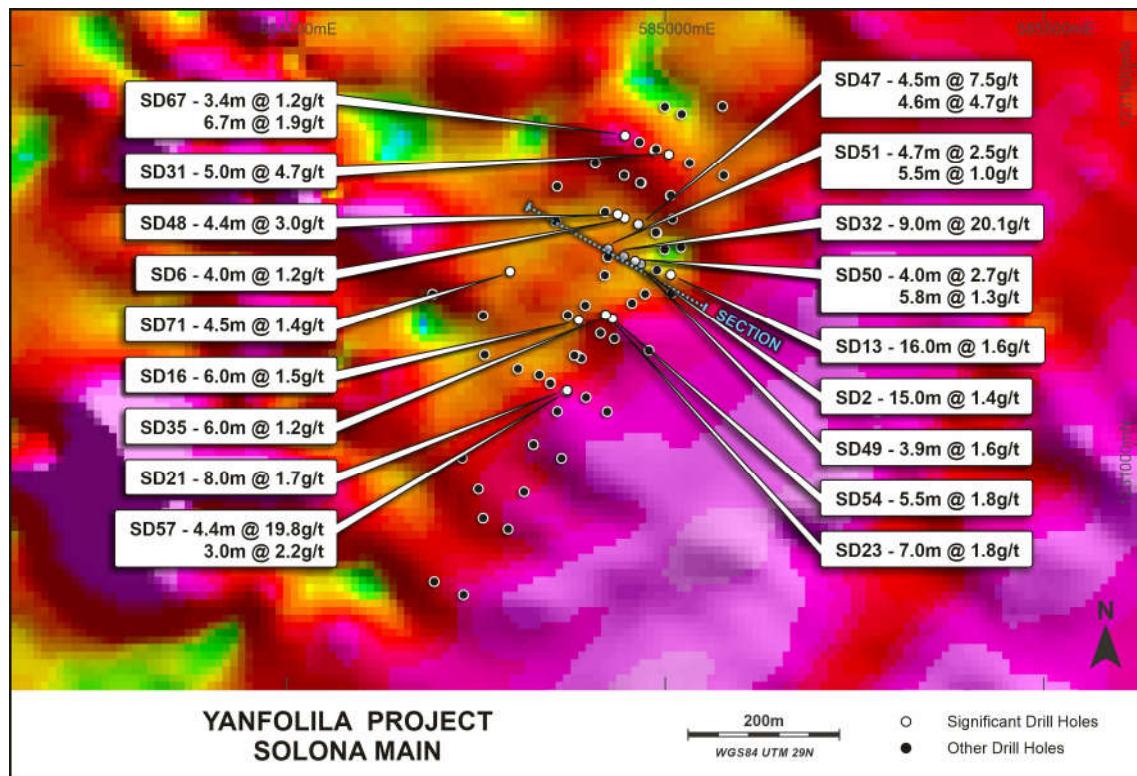 585000mE
SD67 - 3.4m @ 1.2g/t
6.7m @ 1.9g/t
SD31 - 5.0m @ 4.7g/t
SD48 - 4.4m @ 3.0g/t
SD6 - 4.0m @ 1.2g/t
SD71 - 4.5m @ 1.4g/t
SD16 - 6.0m @ 1.5g/t
SD35 - 6.0m @ 1.2g/t
SD21 - 8.0m @ 1.7g/t
SD57 - 4.4m @ 19.8g/t
3.0m @ 2.2g/t
SD47 - 4.5m @ 7.5g/t
4.6m @ 4.7g/t
SD51 - 4.7m @ 2.5g/t
5.5m @ 1.0g/t
SD32 - 9.0m @ 20.1g/t
SD50 - 4.0m @ 2.7g/t
5.8m @ 1.3g/t
SD13 - 16.0m @ 1.6g/t
SD2 - 15.0m @ 1.4g/t
SD49 - 3.9m @ 1.6g/t
SD54 - 5.5m @ 1.8g/t
SD23 - 7.0m @ 1.8g/t
SECTION
N
YANFOLILA PROJECT
SOLONA MAIN
200m
WGS84 UTM 29N
Significant Drill Holes
Other Drill Holes